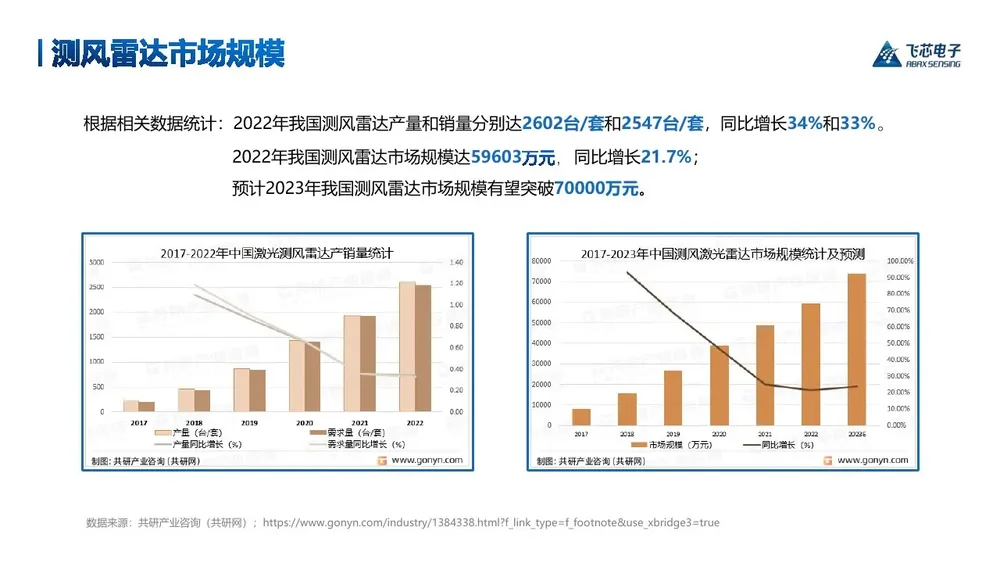 测风雷达市场规模
飞芯电子
ABAX SENSING
根据相关数据统计：2022年我国测风雷达产量和销量分别达2602台/套和2547台/套，同比增长34%和33%。
2022年我国测风雷达市场规模达59603万元，同比增长21.7%；
预计2023年我国测风雷达市场规模有望突破70000万元。
2017-2022年中国激光测风雷达产销量统计
3000
2500
2000
1500
1000
500
0
1.40
1.20
1.00
0.80
0.60
0.40
0.20
0.00
2017 2018 2019 2020 2021 2022
产量（台/套） 需求量（台/套）
产量同比增长（%） 需求量同比增长（%）
制图：共研产业咨询 (共研网) www.gonyn.com
2017-2023年中国测风激光雷达市场规模统计及预测
80000
70000
60000
50000
40000
30000
20000
10000
0
100.00%
90.00%
80.00%
70.00%
60.00%
50.00%
40.00%
30.00%
20.00%
10.00%
0.00%
2017 2018 2019 2020 2021 2022 2023E
市场规模（万元） 同比增长（%）
制图：共研产业咨询(共研网) www.gonyn.com
数据来源：共研产业咨询（共研网）；https://www.gonyn.com/industry/1384338.html?f_link_type=f_footnote&use_xbridge3=true